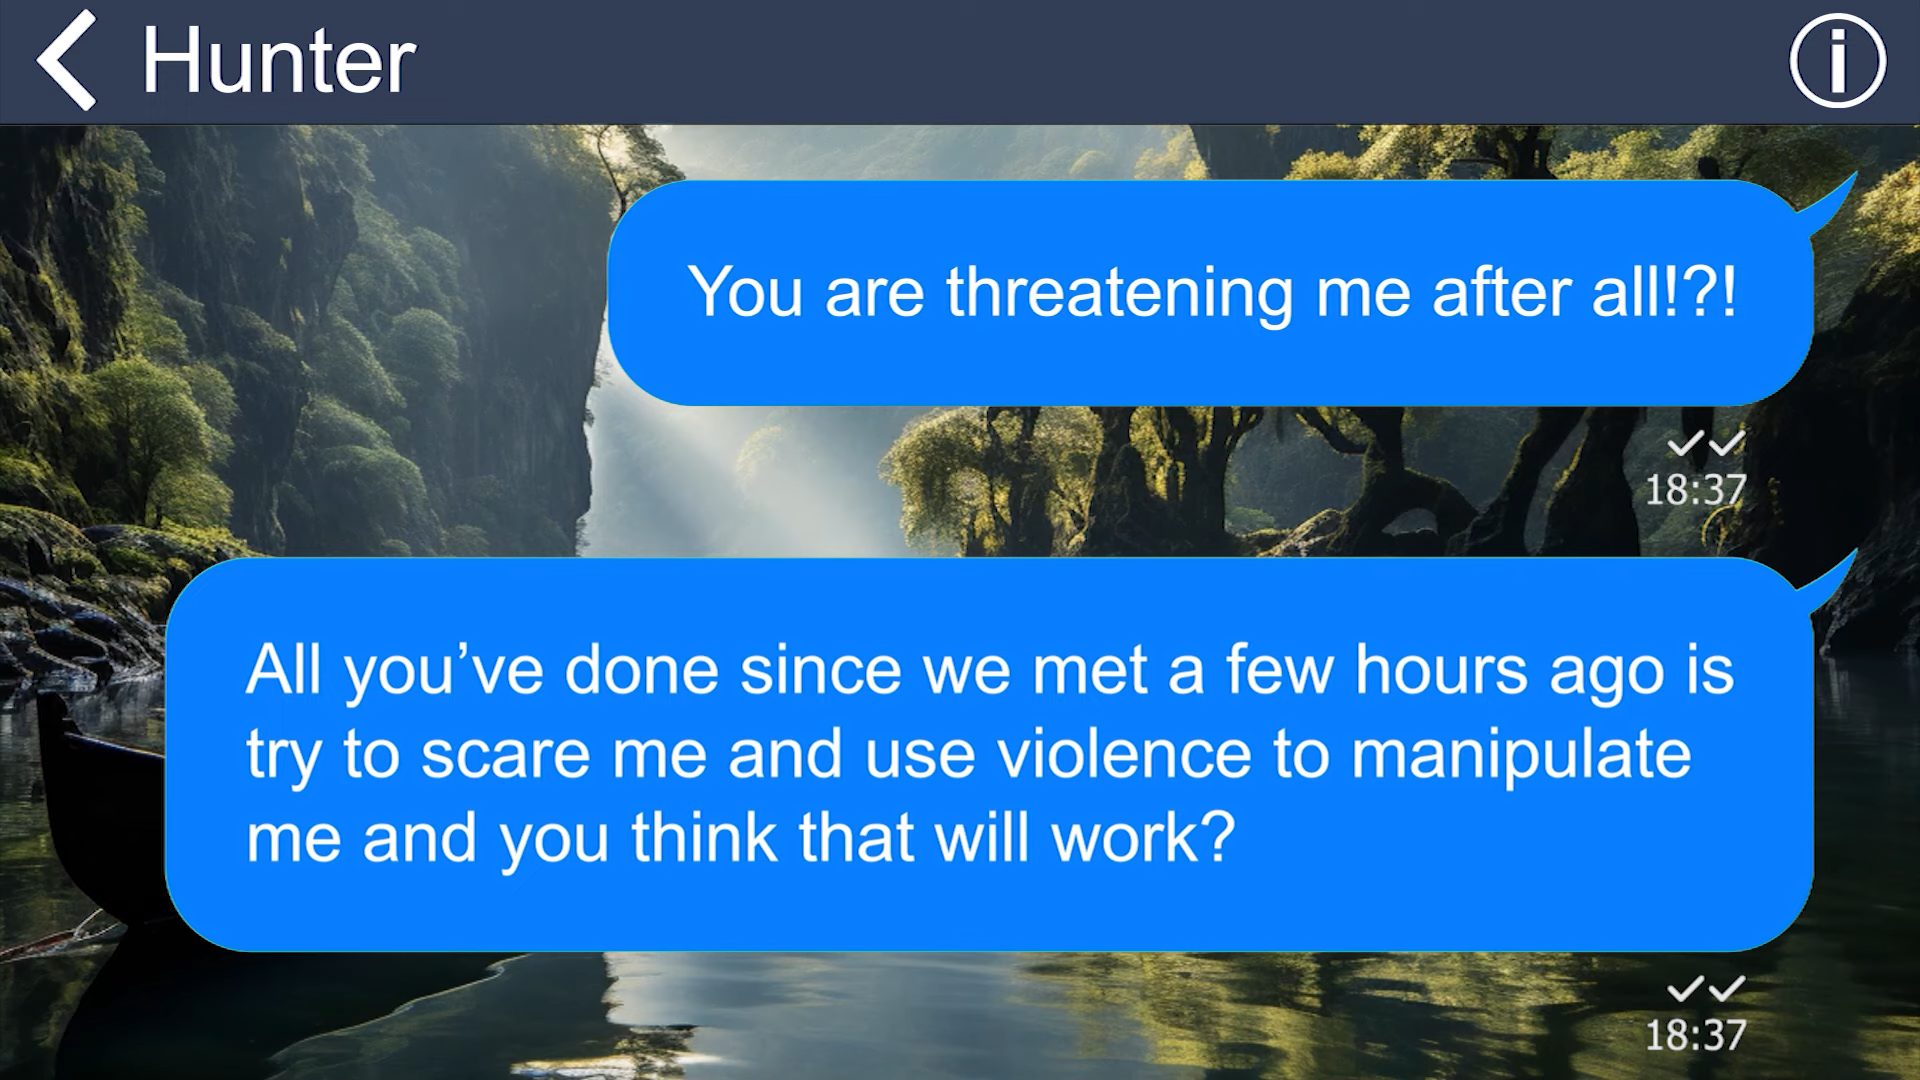 Hunter
You are threatening me after all!?!
18:37
All you’ve done since we met a few hours ago is
try to scare me and use violence to manipulate
me and you think that will work?
18:37